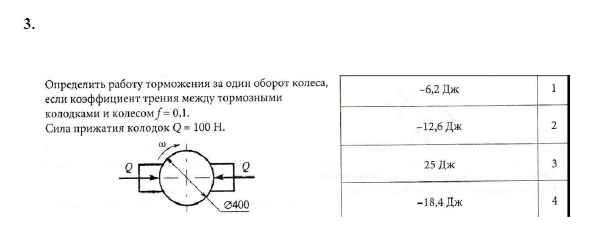 3.
Определить работу торможения за один оборот колеса,
если коэффициент трения между тормозными
колодками и колесом f = 0,1.
Сила прижатия колодок Q = 100 Н.
ω
Q
Q
Ø400
–6,2 Дж 1
–12,6 Дж 2
25 Дж 3
–18,4 Дж 4